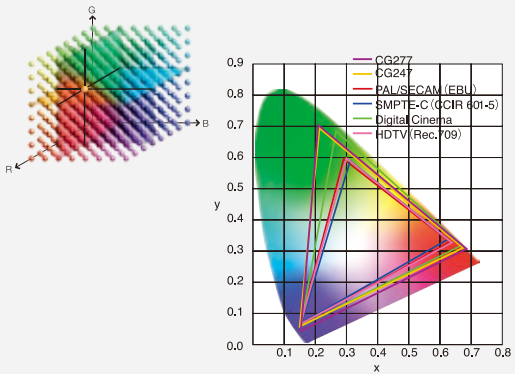 G
B
R
CG277
CG247
PAL/SECAM (EBU)
SMPTE-C (CCIR 601-5)
Digital Cinema
HDTV (Rec.709)
0.9
0.8
0.7
0.6
0.5
y
0.4
0.3
0.2
0.1
0.0
0.1 0.2 0.3 0.4 0.5 0.6 0.7 0.8
x